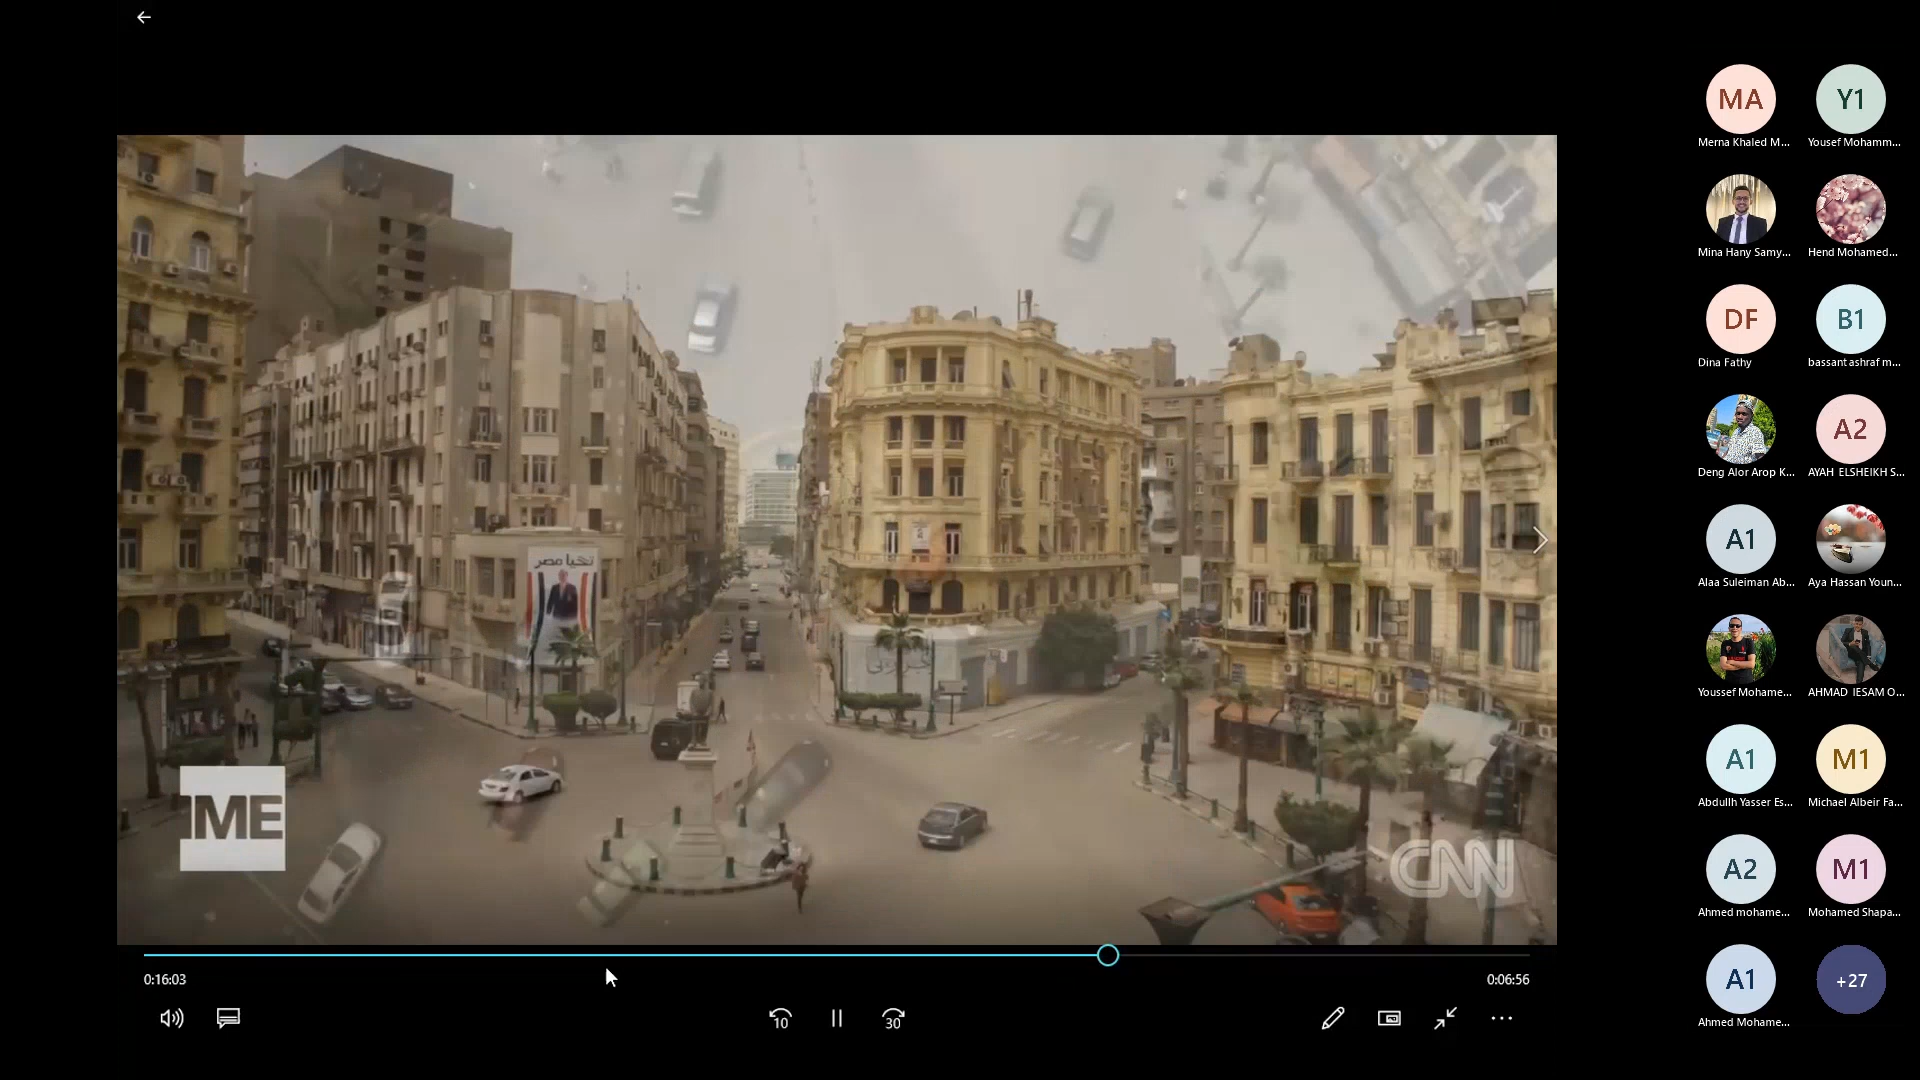 MA
Y1
Merna Khaled M...
Yousef Mohamm...
Mina Hany Samy...
Hend Mohamed...
DF
B1
Dina Fathy
bassant ashraf m...
A2
Deng Alor Arop K...
AYAH ELSHEIKH S...
A1
Alaa Suleiman Ab...
Aya Hassan Youn...
تحيا مصر
Youssef Mohame...
AHMAD IESAM O...
A1
M1
Abdullh Yasser Es...
Michael Albeir Fa...
ME
CNN
A2
M1
Ahmed mohame...
Mohamed Shapa...
A1
+27
Ahmed Mohame...
0:16:03
0:06:56
10
30